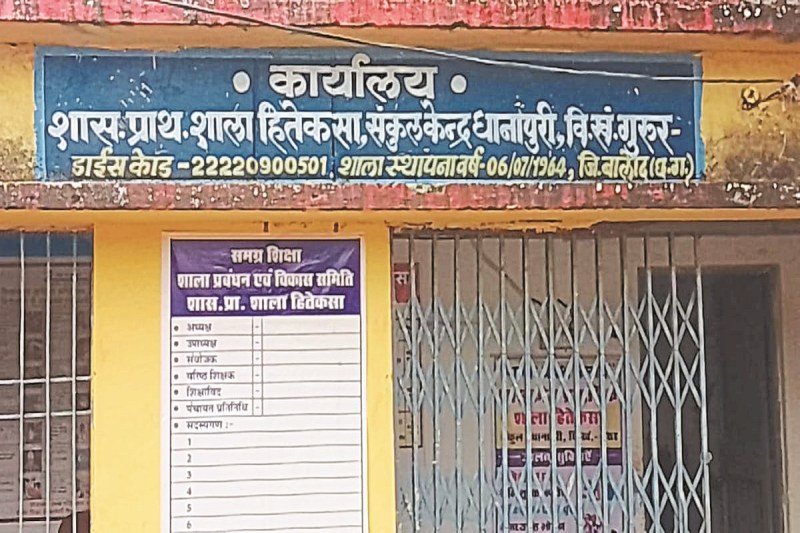 • कार्यालय •
शास. प्राथ. शाला हितेकसा, संकुल केन्द्र धानापुरी, वि.खं. गुरूर-
डाईस कोड -22220900501, शाला स्थापना वर्ष- 06/07/1964, जि. बालोद (छ.ग.)
समग्र शिक्षा
शाला प्रबंधन एवं विकास समिति
शास. प्रा. शाला हितेकसा
• अध्यक्ष -
• उपाध्यक्ष -
• संयोजक -
• वरिष्ठ शिक्षक -
• शिक्षाविद् -
• पंचायत प्रतिनिधि -
• सदस्यगण :-
1
2
3
4
5
6
शाला हितेकसा